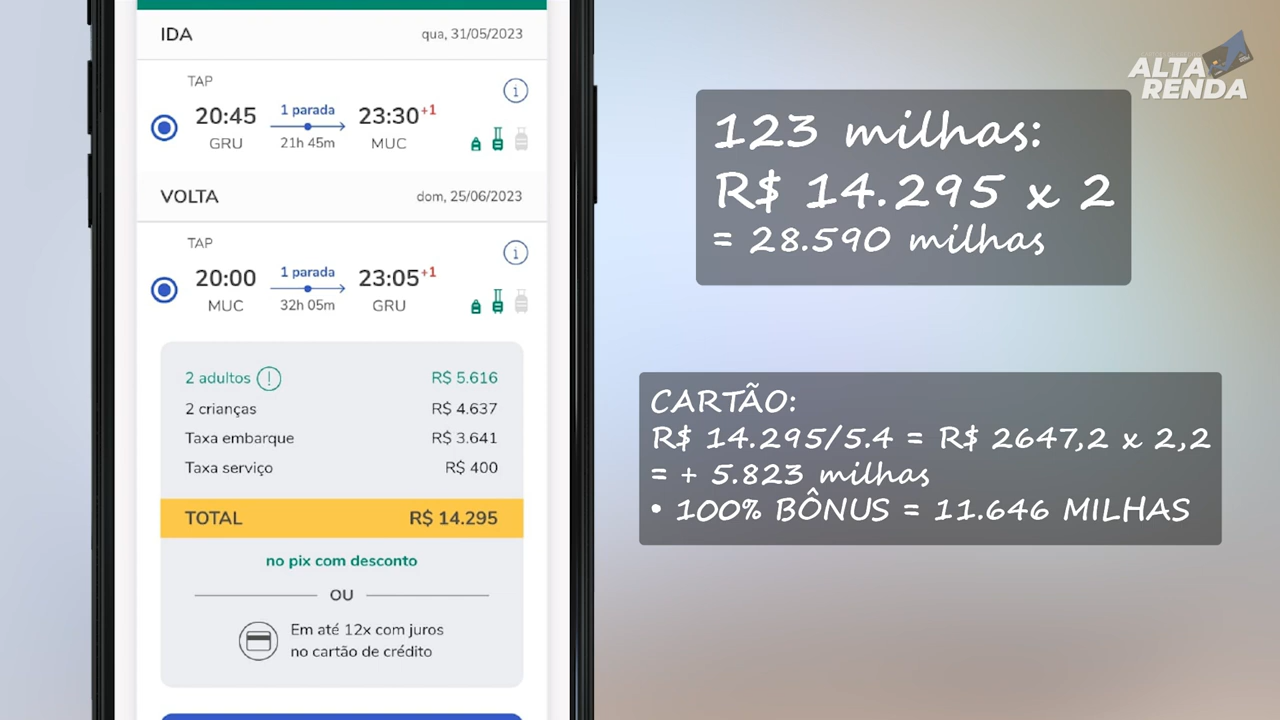 IDA
qua, 31/05/2023
TAP
20:45
1 parada
23:30+1
GRU
21h 45m
MUC
VOLTA
dom, 25/06/2023
TAP
20:00
1 parada
23:05+1
MUC
32h 05m
GRU
2 adultos
R$ 5.616
2 crianças
R$ 4.637
Taxa embarque
R$ 3.641
Taxa serviço
R$ 400
TOTAL
R$ 14.295
no pix com desconto
OU
Em até 12x com juros
no cartão de crédito
ALTA
RENDA
123 milhas:
R$ 14.295 x 2
= 28.590 milhas
CARTÃO:
R$ 14.295/5.4 = R$ 2647,2 x 2,2
= + 5.823 milhas
• 100% BÔNUS = 11.646 MILHAS